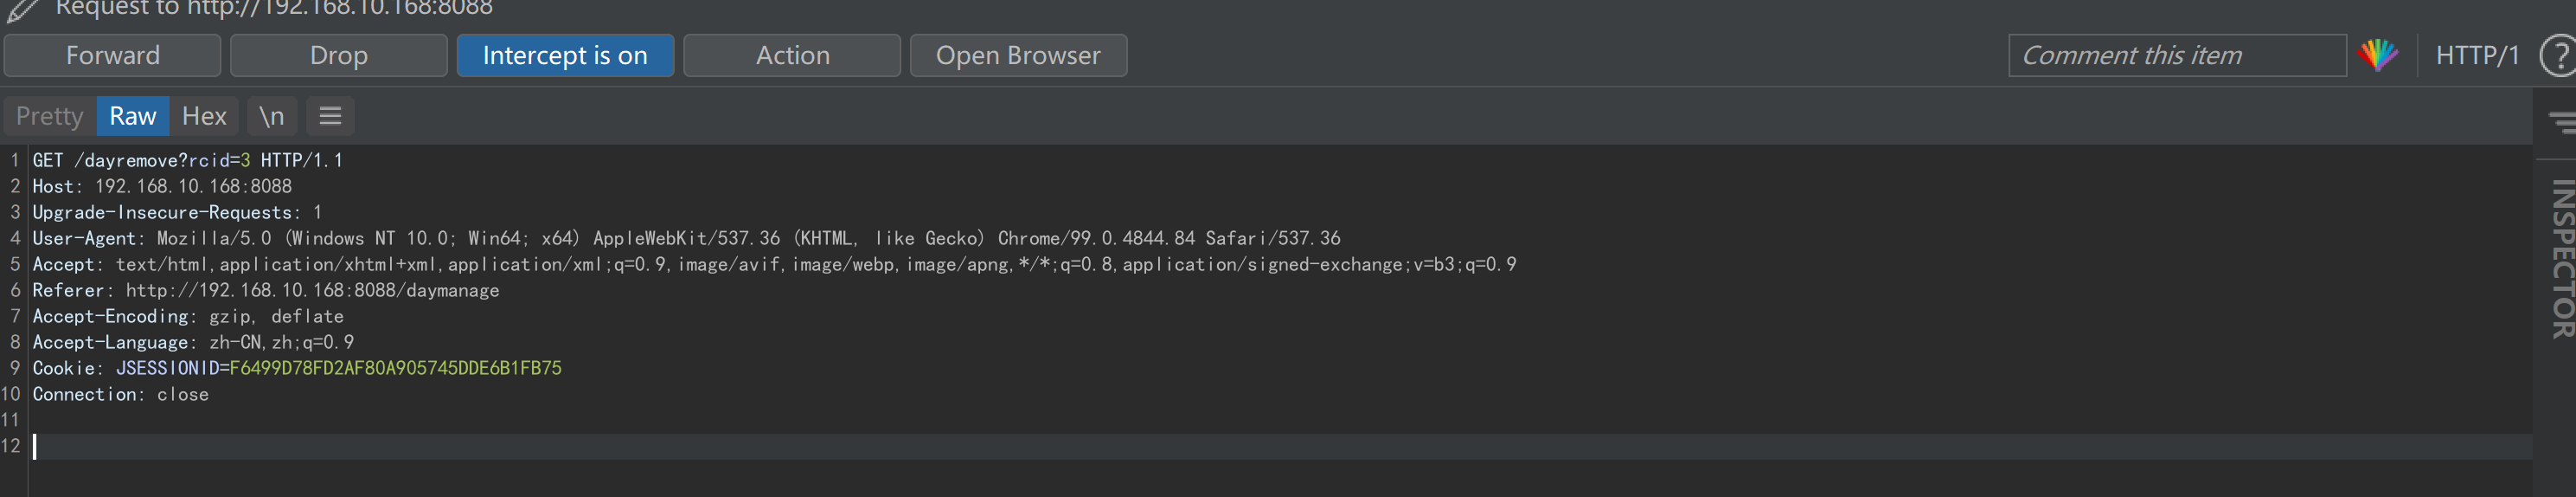 Request to http://192.168.10.168:8088
Forward Drop Intercept is on Action Open Browser Comment this item HTTP/1 ?
Pretty Raw Hex \n
1 GET /dayremove?rcid=3 HTTP/1.1
2 Host: 192.168.10.168:8088
3 Upgrade-Insecure-Requests: 1
4 User-Agent: Mozilla/5.0 (Windows NT 10.0; Win64; x64) AppleWebKit/537.36 (KHTML, like Gecko) Chrome/99.0.4844.84 Safari/537.36
5 Accept: text/html,application/xhtml+xml,application/xml;q=0.9,image/avif,image/webp,image/apng,*/*;q=0.8,application/signed-exchange;v=b3;q=0.9
6 Referer: http://192.168.10.168:8088/daymanage
7 Accept-Encoding: gzip, deflate
8 Accept-Language: zh-CN,zh;q=0.9
9 Cookie: JSESSIONID=F6499D78FD2AF80A905745DDE6B1FB75
10 Connection: close
11
12
INSPECTOR